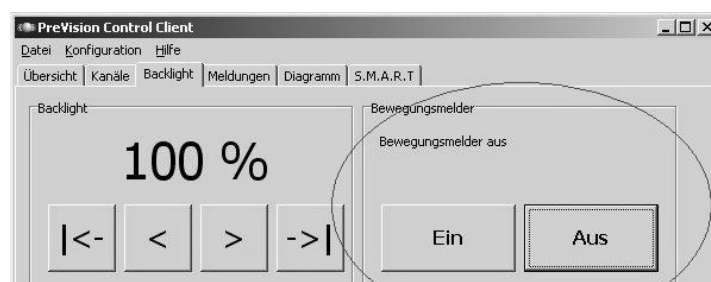 PreVision Control Client
Datei Konfiguration Hilfe
Übersicht Kanäle Backlight Meldungen Diagramm S.M.A.R.T
Backlight
100 %
|<- < > ->|
Bewegungsmelder
Bewegungsmelder aus
Ein Aus